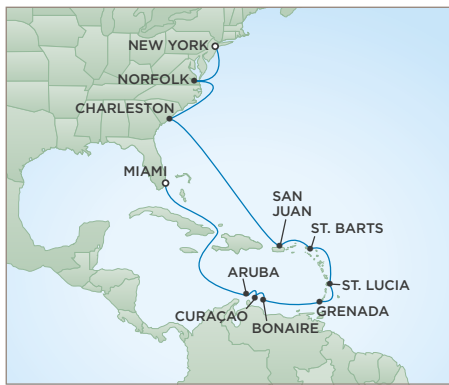 NEW YORK
NORFOLK
CHARLESTON
MIAMI
SAN
JUAN
ST. BARTS
ARUBA
ST. LUCIA
CURAÇAO
GRENADA
BONAIRE